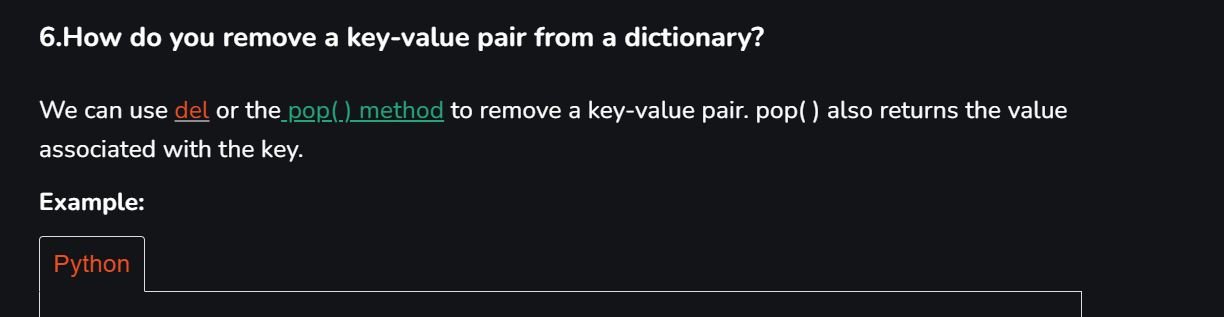 6.How do you remove a key-value pair from a dictionary?
We can use del or the pop( ) method to remove a key-value pair. pop( ) also returns the value
associated with the key.
Example:
Python